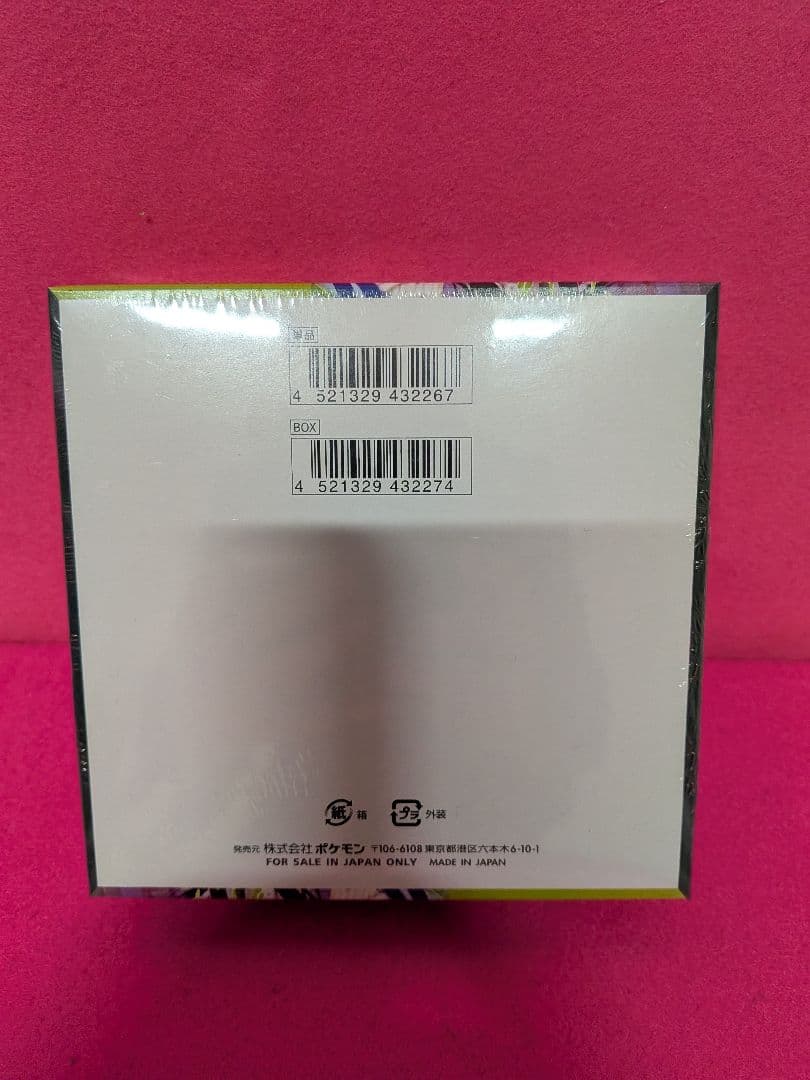 単品
4 521329 432267
BOX
4 521329 432274
紙 箱 プラ 外装
発売元 株式会社 ポケモン 〒106-6108 東京都港区六本木6-10-1
FOR SALE IN JAPAN ONLY MADE IN JAPAN